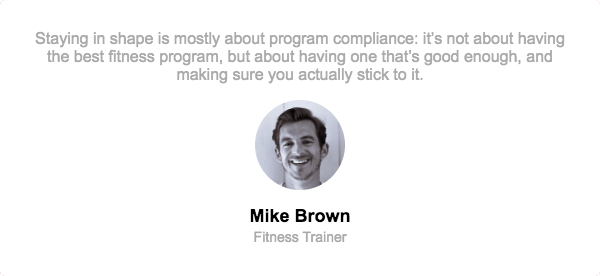 Staying in shape is mostly about program compliance: it’s not about having
the best fitness program, but about having one that’s good enough, and
making sure you actually stick to it.
Mike Brown
Fitness Trainer